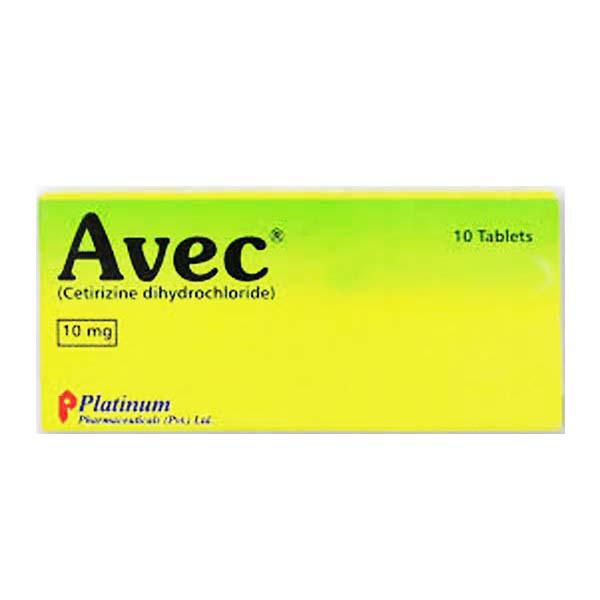 Avec®
10 Tablets
(Cetirizine dihydrochloride)
10 mg
Platinum
Pharmaceuticals (Pvt.) Ltd.